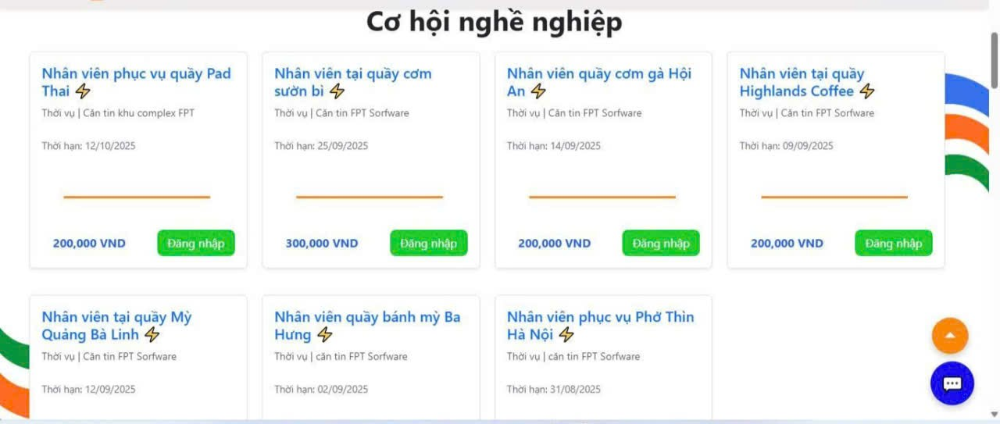 Cơ hội nghề nghiệp
Nhân viên phục vụ quầy Pad
Thai ⚡
Thời vụ | Căn tin khu complex FPT
Thời hạn: 12/10/2025
200,000 VND
Đăng nhập
Nhân viên tại quầy cơm
sườn bì ⚡
Thời vụ | Căn tin FPT Sorfware
Thời hạn: 25/09/2025
300,000 VND
Đăng nhập
Nhân viên quầy cơm gà Hội
An ⚡
Thời vụ | Căn tin FPT Sorfware
Thời hạn: 14/09/2025
200,000 VND
Đăng nhập
Nhân viên tại quầy
Highlands Coffee ⚡
Thời vụ | Căn tin FPT Sorfware
Thời hạn: 09/09/2025
200,000 VND
Đăng nhập
Nhân viên tại quầy Mỳ
Quảng Bà Linh ⚡
Thời vụ | Căn tin FPT Sorfware
Thời hạn: 12/09/2025
Nhân viên quầy bánh mỳ Ba
Hưng ⚡
Thời vụ | căn tin FPT Sorfware
Thời hạn: 02/09/2025
Nhân viên phục vụ Phở Thìn
Hà Nội ⚡
Thời vụ | căn tin FPT Sorfware
Thời hạn: 31/08/2025